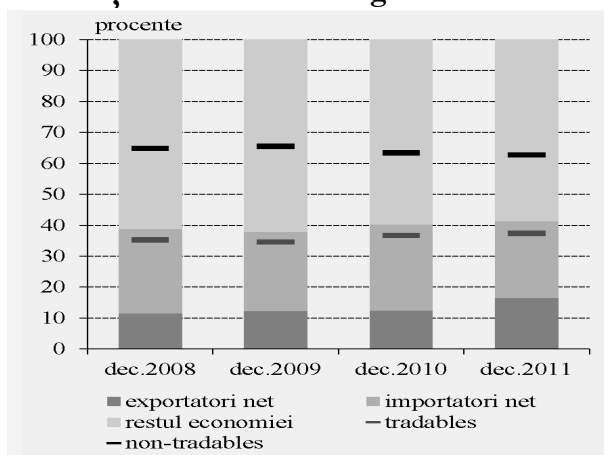 procente
100
90
80
70
60
50
40
30
20
10
0
dec.2008 dec.2009 dec.2010 dec.2011
exportatori net importatori net
restul economiei tradables
non-tradables